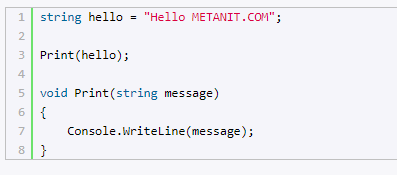 1 string hello = "Hello METANIT.COM";
2
3 Print(hello);
4
5 void Print(string message)
6 {
7     Console.WriteLine(message);
8 }